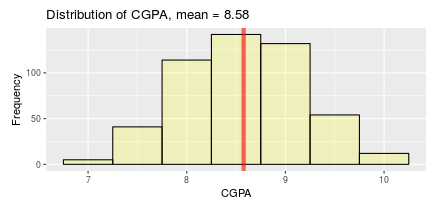 Distribution of CGPA, mean = 8.58
Frequency
100
50
0
7 8 9 10
CGPA